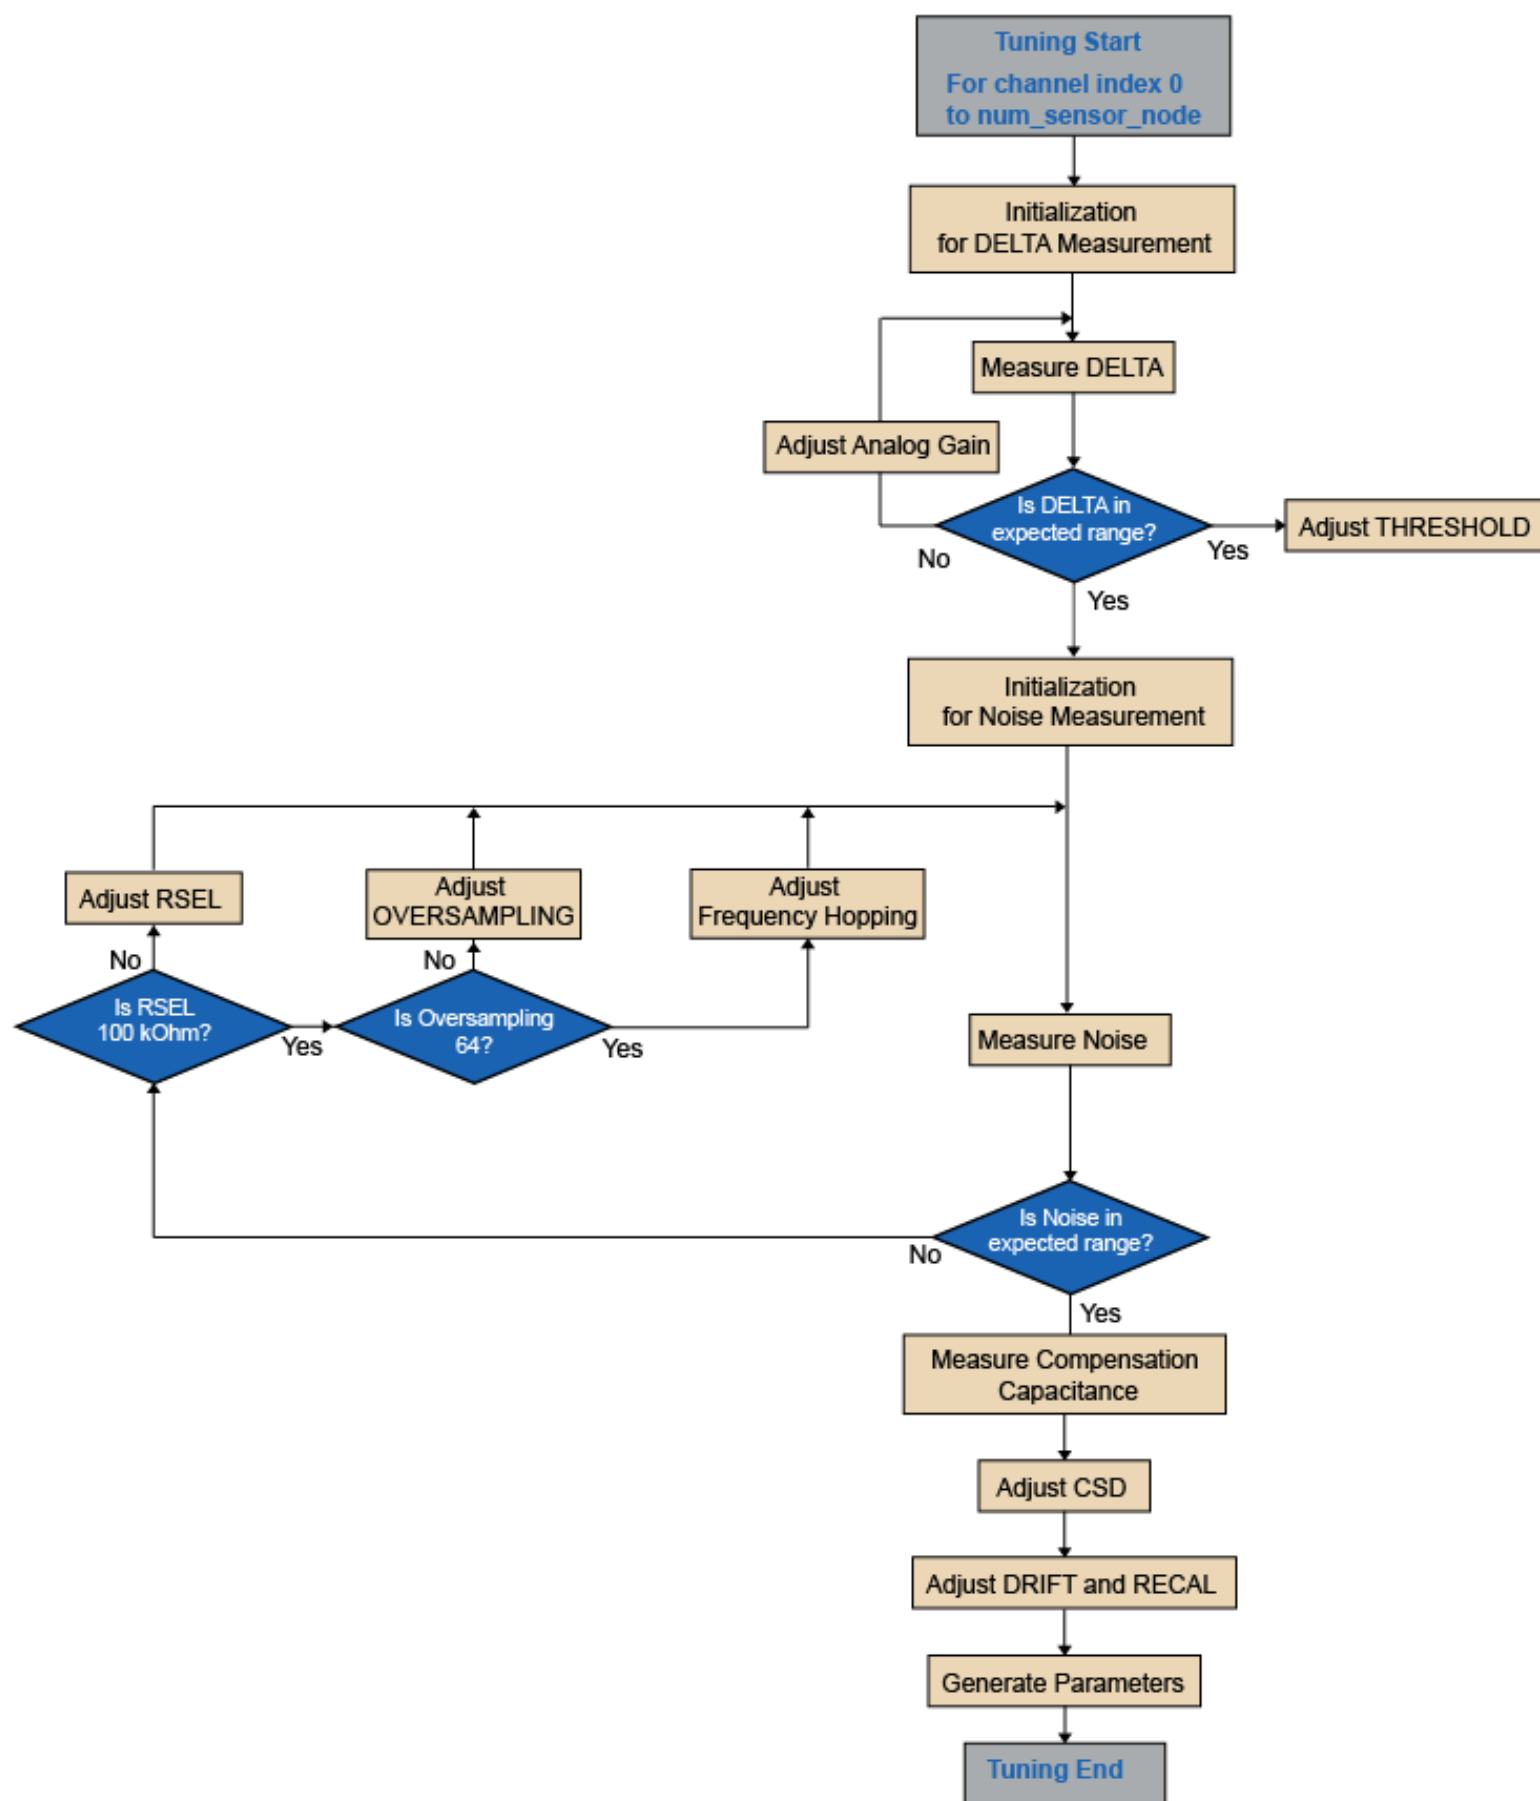 Tuning Start
For channel index 0
to num_sensor_node
Initialization
for DELTA Measurement
Measure DELTA
Adjust Analog Gain
Is DELTA in
expected range?
No
Yes
Adjust THRESHOLD
Yes
Initialization
for Noise Measurement
Adjust RSEL
Adjust
OVERSAMPLING
Adjust
Frequency Hopping
No
No
Is RSEL
100 kOhm?
Yes
Is Oversampling
64?
Yes
Measure Noise
Is Noise in
expected range?
No
Yes
Measure Compensation
Capacitance
Adjust CSD
Adjust DRIFT and RECAL
Generate Parameters
Tuning End